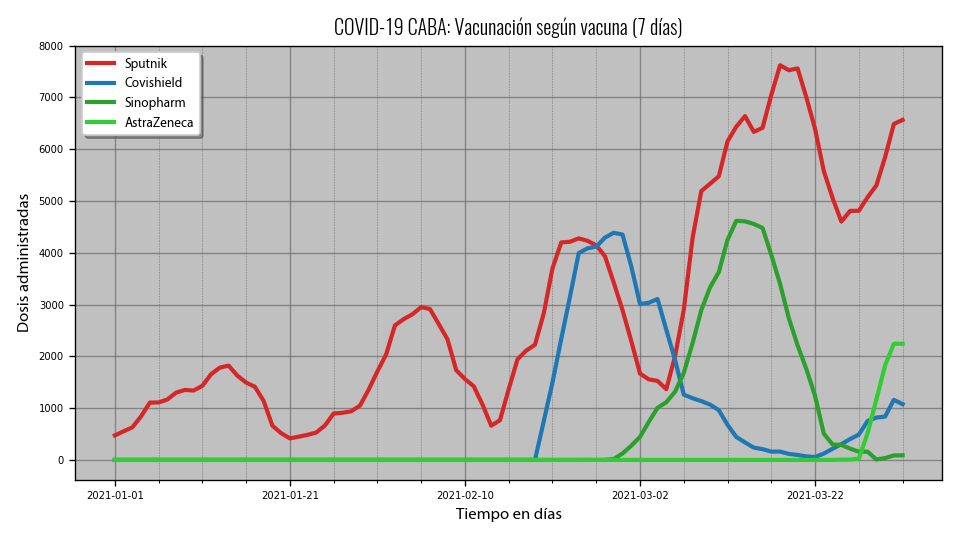 COVID-19 CABA: Vacunación según vacuna (7 días)
Sputnik
Covishield
Sinopharm
AstraZeneca
Dosis administradas
8000
7000
6000
5000
4000
3000
2000
1000
0
2021-01-01 2021-01-21 2021-02-10 2021-03-02 2021-03-22
Tiempo en días